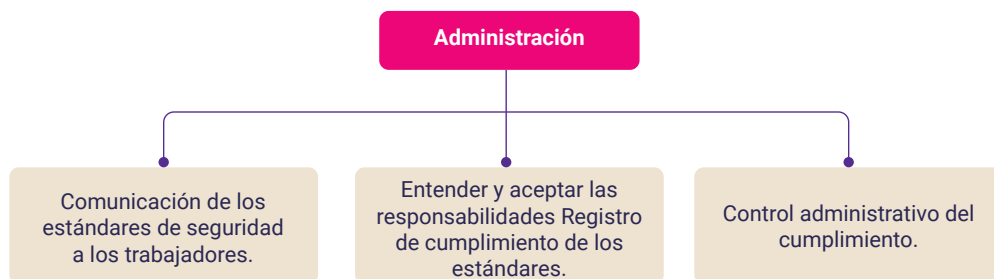 Administración
Comunicación de los
estándares de seguridad
a los trabajadores.
Entender y aceptar las
responsabilidades Registro
de cumplimiento de los
estándares.
Control administrativo del
cumplimiento.